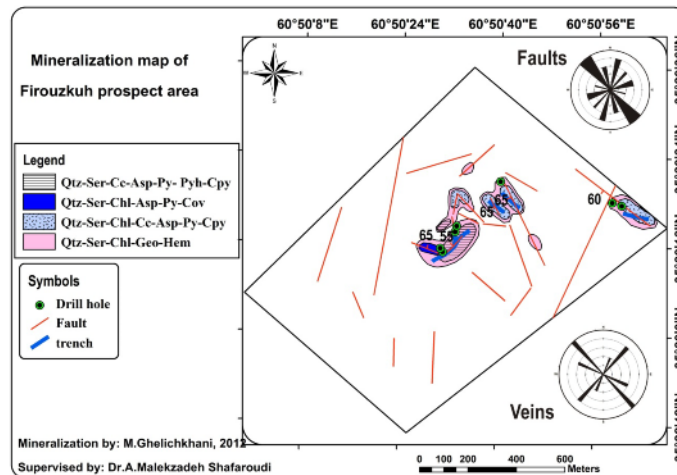 60°50'8"E 60°50'24"E 60°50'40"E 60°50'56"E
Mineralization map of
Firouzkuh prospect area
N
Faults
Legend
Qtz-Ser-Cc-Asp-Py- Pyh-Cpy
Qtz-Ser-Chl-Asp-Py-Cov
Qtz-Ser-Chl-Cc-Asp-Py-Cpy
Qtz-Ser-Chl-Geo-Hem
60
65
65
65 55
Symbols
Drill hole
Fault
trench
Veins
Mineralization by: M.Ghelichkhani, 2012
Supervised by: Dr.A.Malekzadeh Shafaroudi
0 100 200 400 600
Meters